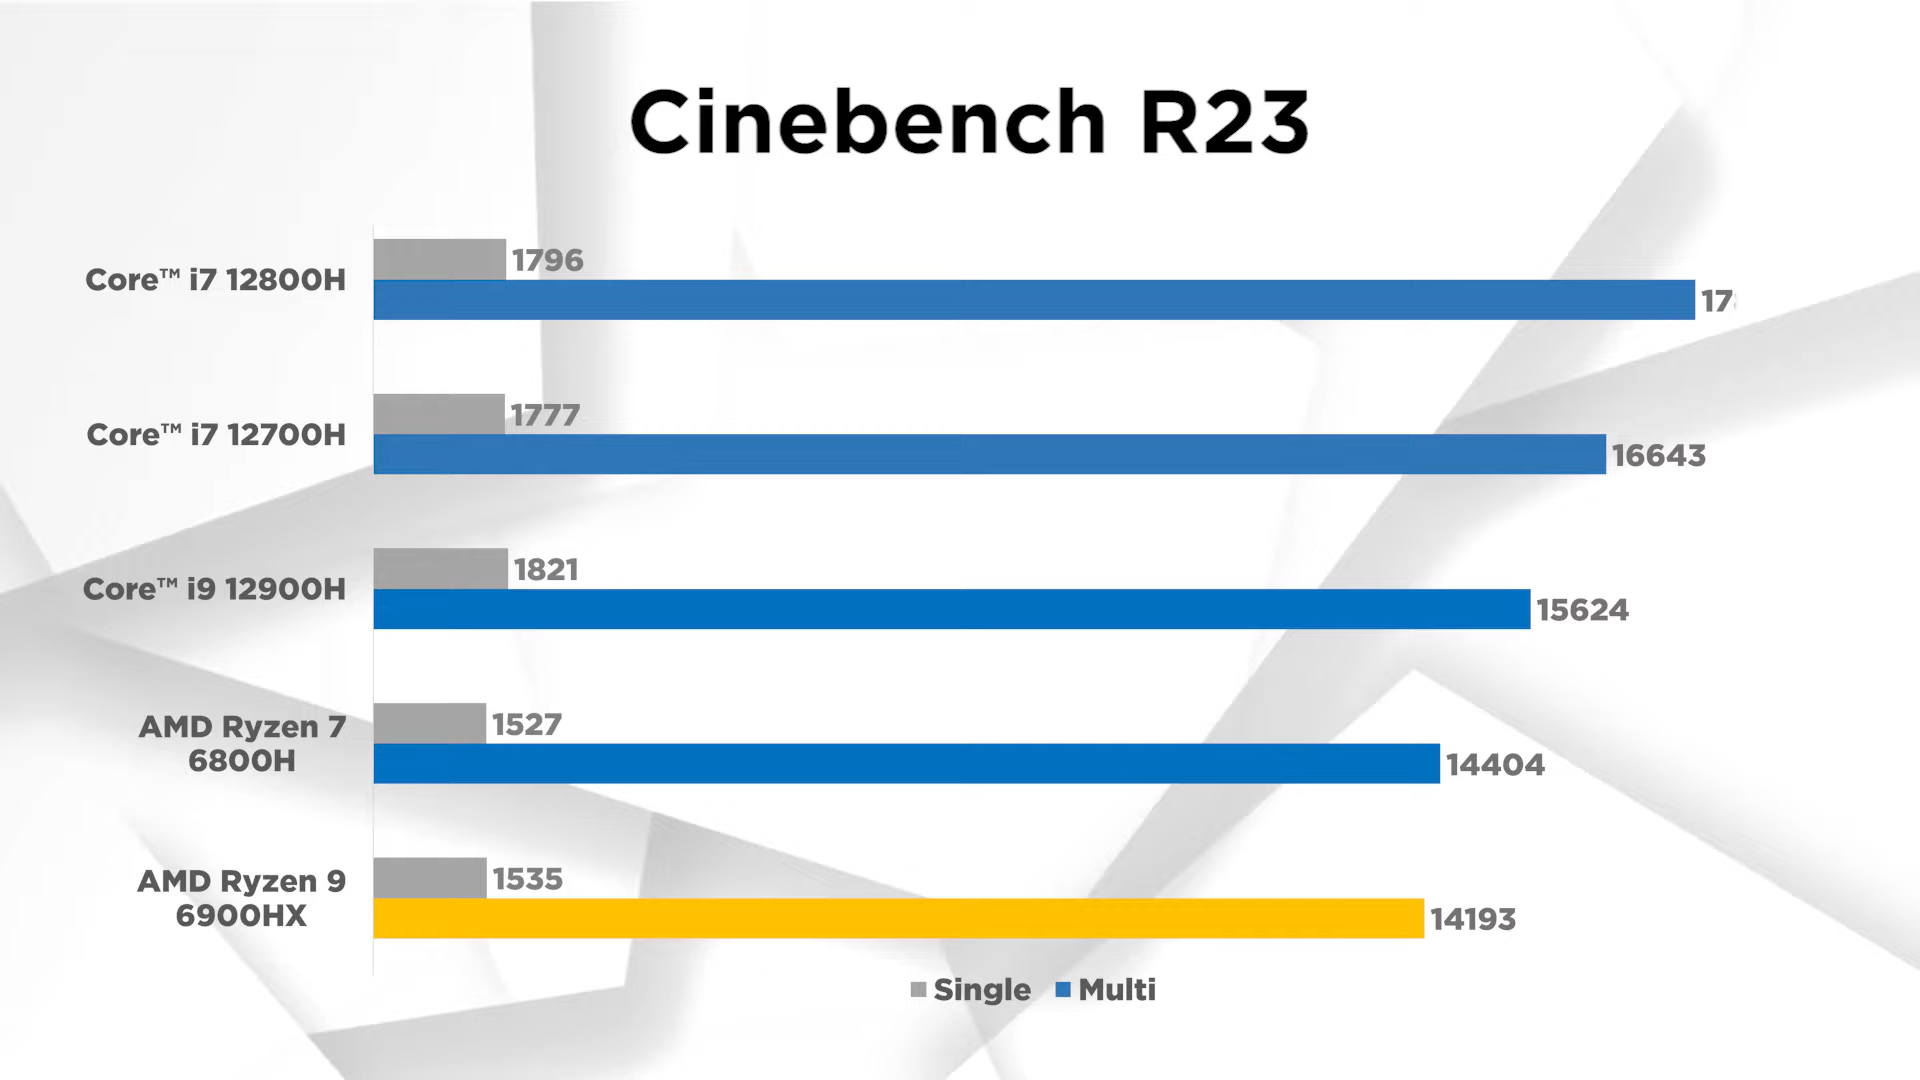 Cinebench R23
Core™ i7 12800H
1796
17
Core™ i7 12700H
1777
16643
Core™ i9 12900H
1821
15624
AMD Ryzen 7
6800H
1527
14404
AMD Ryzen 9
6900HX
1535
14193
Single
Multi